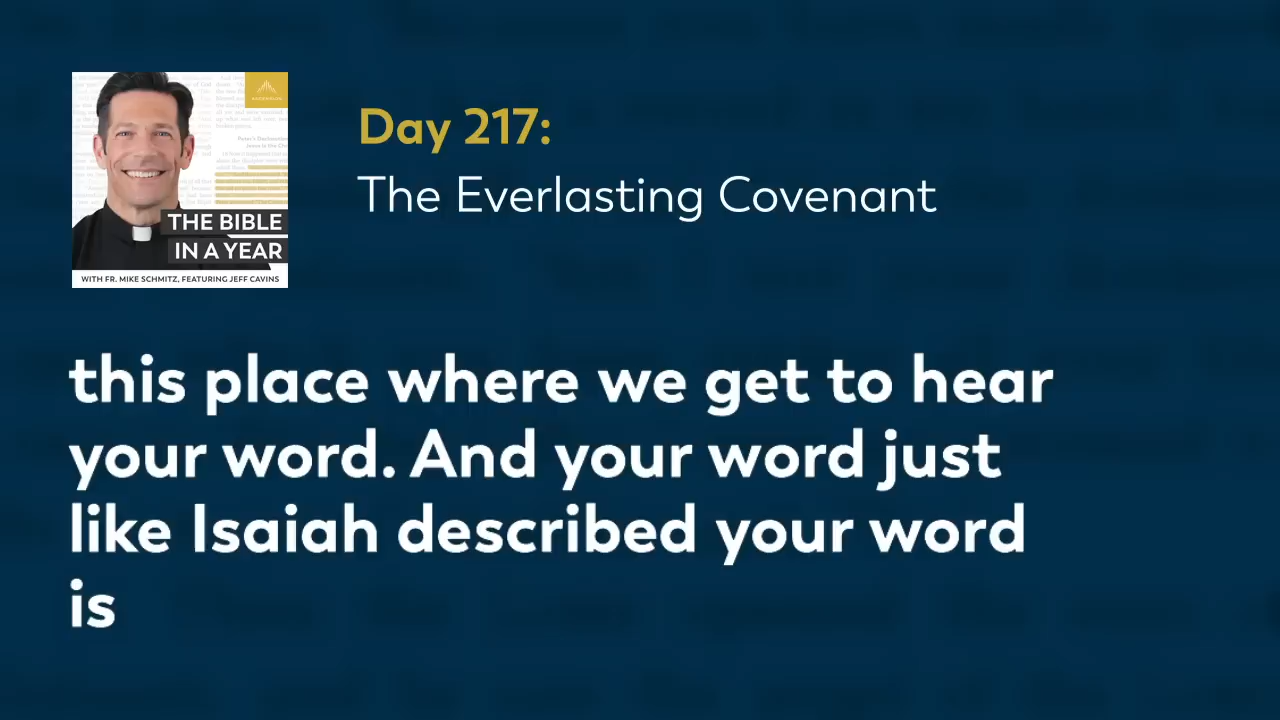 Day 217:
The Everlasting Covenant
THE BIBLE
IN A YEAR
WITH FR. MIKE SCHMITZ, FEATURING JEFF CAVINS
this place where we get to hear
your word. And your word just
like Isaiah described your word
is